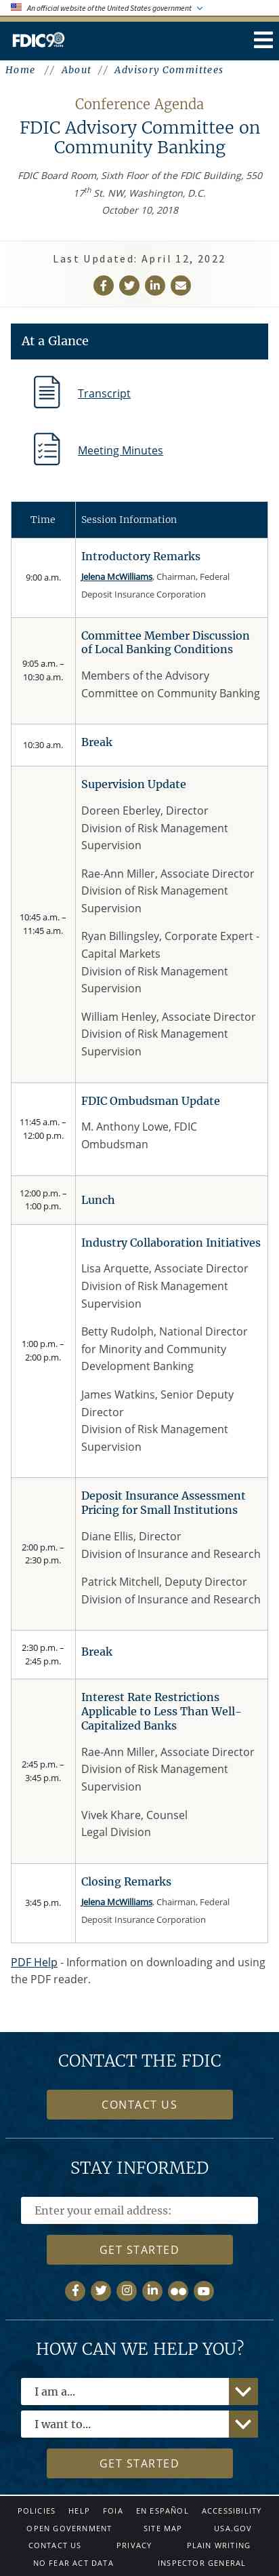 An official website of the United States government
FDIC 90
Home // About // Advisory Committees
Conference Agenda
FDIC Advisory Committee on
Community Banking
FDIC Board Room, Sixth Floor of the FDIC Building, 550
17th St. NW, Washington, D.C.
October 10, 2018
Last Updated: April 12, 2022
At a Glance
Transcript
Meeting Minutes
Time
Session Information
9:00 a.m.
Introductory Remarks
Jelena McWilliams, Chairman, Federal
Deposit Insurance Corporation
9:05 a.m. –
10:30 a.m.
Committee Member Discussion
of Local Banking Conditions
Members of the Advisory
Committee on Community Banking
10:30 a.m.
Break
10:45 a.m. –
11:45 a.m.
Supervision Update
Doreen Eberley, Director
Division of Risk Management
Supervision
Rae-Ann Miller, Associate Director
Division of Risk Management
Supervision
Ryan Billingsley, Corporate Expert -
Capital Markets
Division of Risk Management
Supervision
William Henley, Associate Director
Division of Risk Management
Supervision
11:45 a.m. –
12:00 p.m.
FDIC Ombudsman Update
M. Anthony Lowe, FDIC
Ombudsman
12:00 p.m. –
1:00 p.m.
Lunch
1:00 p.m. –
2:00 p.m.
Industry Collaboration Initiatives
Lisa Arquette, Associate Director
Division of Risk Management
Supervision
Betty Rudolph, National Director
for Minority and Community
Development Banking
James Watkins, Senior Deputy
Director
Division of Risk Management
Supervision
2:00 p.m. –
2:30 p.m.
Deposit Insurance Assessment
Pricing for Small Institutions
Diane Ellis, Director
Division of Insurance and Research
Patrick Mitchell, Deputy Director
Division of Insurance and Research
2:30 p.m. –
2:45 p.m.
Break
2:45 p.m. –
3:45 p.m.
Interest Rate Restrictions
Applicable to Less Than Well-
Capitalized Banks
Rae-Ann Miller, Associate Director
Division of Risk Management
Supervision
Vivek Khare, Counsel
Legal Division
3:45 p.m.
Closing Remarks
Jelena McWilliams, Chairman, Federal
Deposit Insurance Corporation
PDF Help - Information on downloading and using
the PDF reader.
CONTACT THE FDIC
CONTACT US
STAY INFORMED
Enter your email address:
GET STARTED
HOW CAN WE HELP YOU?
I am a...
I want to...
GET STARTED
POLICIES HELP FOIA EN ESPAÑOL ACCESSIBILITY
OPEN GOVERNMENT SITE MAP USA.GOV
CONTACT US PRIVACY PLAIN WRITING
NO FEAR ACT DATA INSPECTOR GENERAL